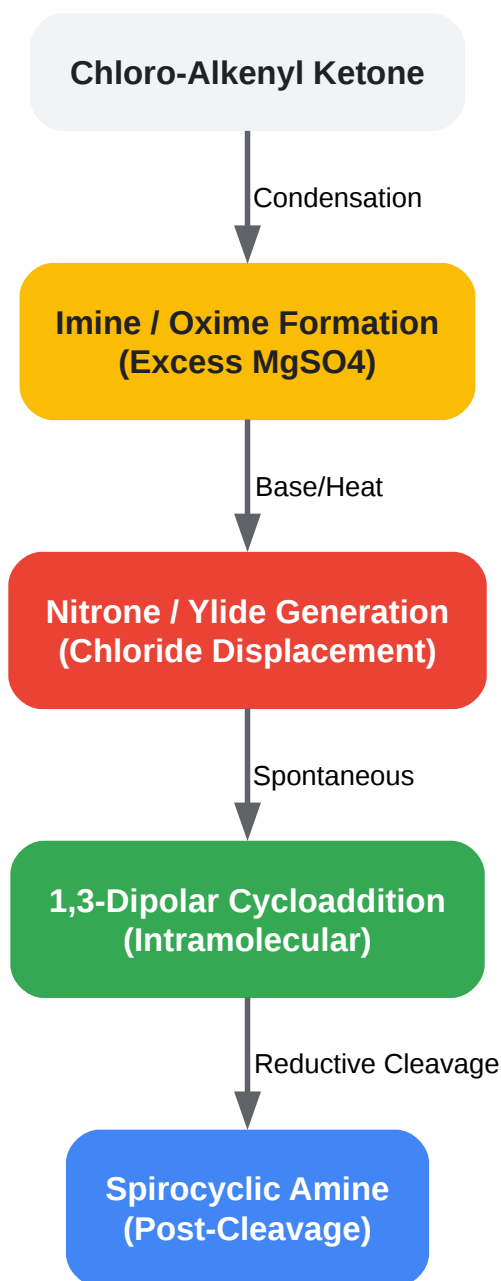 Chloro-Alkenyl Ketone
Condensation
Imine / Oxime Formation
(Excess MgSO4)
Base/Heat
Nitrone / Ylide Generation
(Chloride Displacement)
Spontaneous
1,3-Dipolar Cycloaddition
(Intramolecular)
Reductive Cleavage
Spirocyclic Amine
(Post-Cleavage)